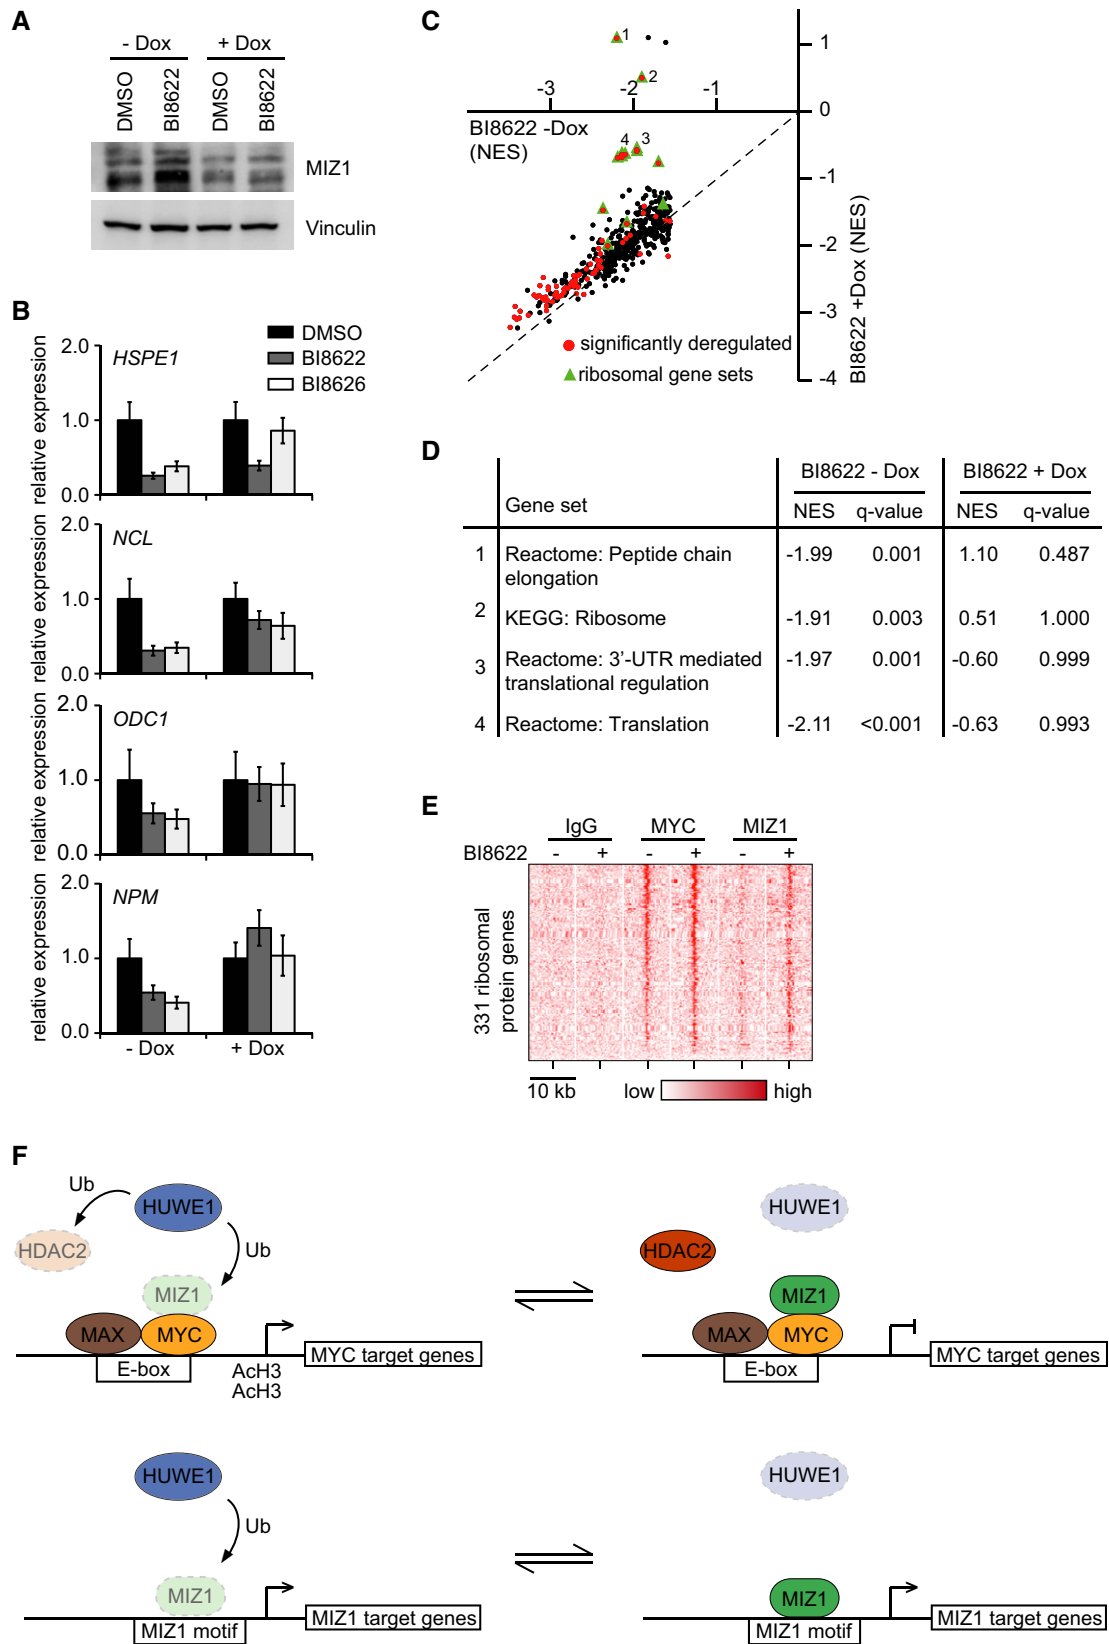 A
- Dox
+ Dox
DMSO
BI8622
DMSO
BI8622
MIZ1
Vinculin
B
DMSO
BI8622
BI8626
relative expression
2.0
1.0
0.0
HSPE1
relative expression
2.0
1.0
0.0
NCL
relative expression
2.0
1.0
0.0
ODC1
relative expression
2.0
1.0
0.0
NPM
- Dox
+ Dox
C
1
2
3
4
-3
-2
-1
1
0
-1
-2
-3
-4
BI8622 -Dox
(NES)
BI8622 +Dox (NES)
significantly deregulated
ribosomal gene sets
D
BI8622 - Dox
BI8622 + Dox
Gene set
NES
q-value
NES
q-value
1 Reactome: Peptide chain elongation -1.99 0.001 1.10 0.487
2 KEGG: Ribosome -1.91 0.003 0.51 1.000
3 Reactome: 3'-UTR mediated translational regulation -1.97 0.001 -0.60 0.999
4 Reactome: Translation -2.11 <0.001 -0.63 0.993
E
IgG
MYC
MIZ1
BI8622 - + - + - +
331 ribosomal
protein genes
10 kb
low
high
F
Ub
HUWE1
HDAC2
Ub
MIZ1
MAX
MYC
E-box
AcH3
AcH3
MYC target genes
HUWE1
HDAC2
MIZ1
MAX
MYC
E-box
MYC target genes
HUWE1
Ub
MIZ1
MIZ1 motif
MIZ1 target genes
HUWE1
MIZ1
MIZ1 motif
MIZ1 target genes